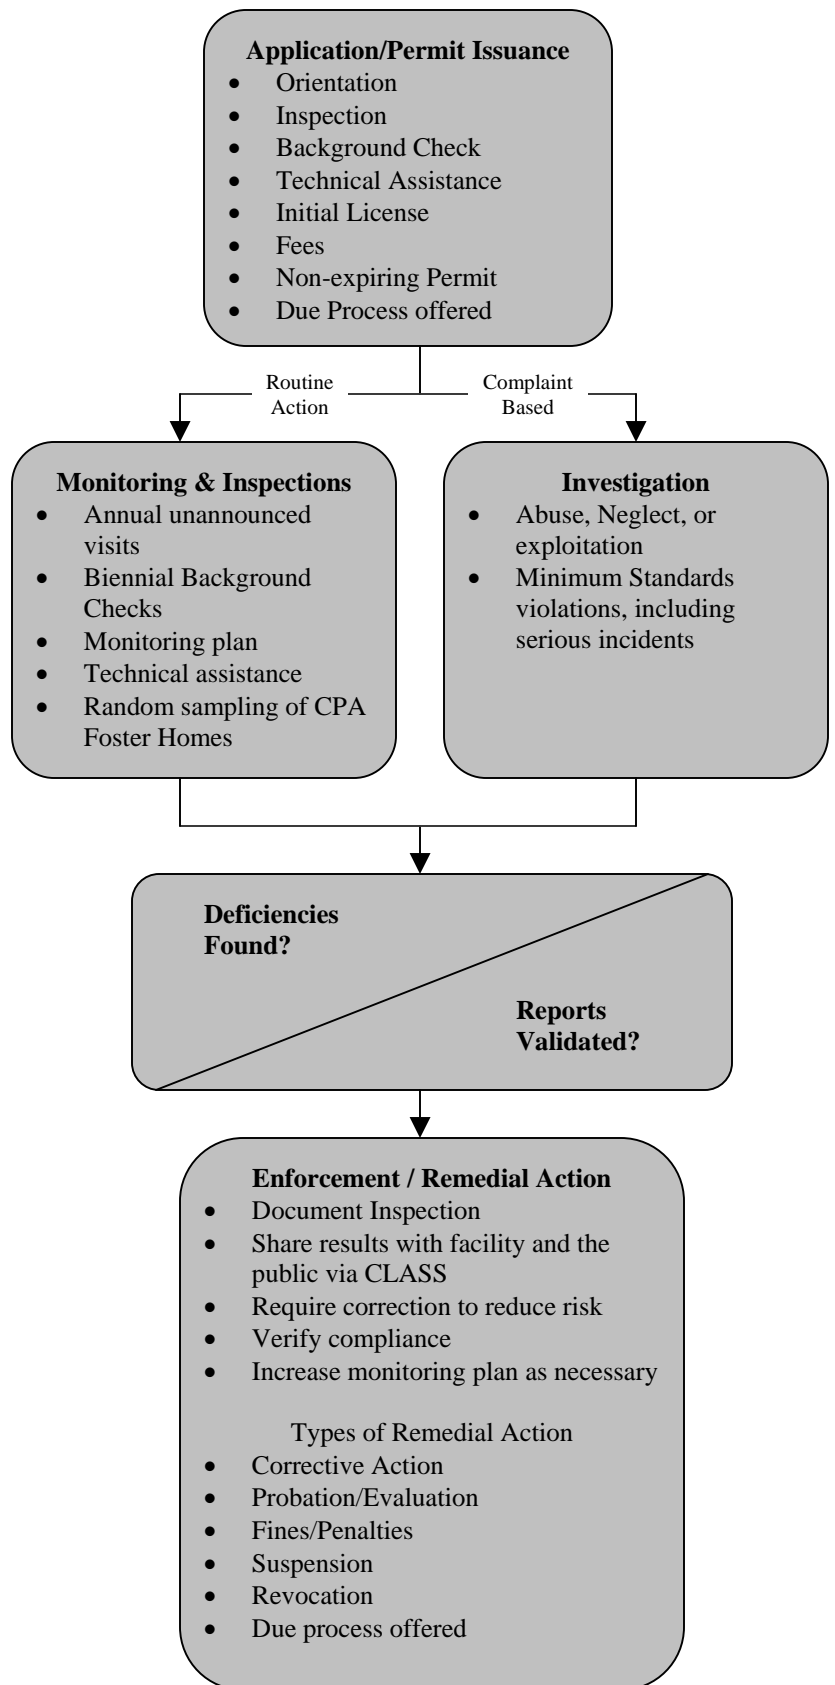 Application/Permit Issuance
• Orientation
• Inspection
• Background Check
• Technical Assistance
• Initial License
• Fees
• Non-expiring Permit
• Due Process offered
Routine
Action
Complaint
Based
Monitoring & Inspections
• Annual unannounced
visits
• Biennial Background
Checks
• Monitoring plan
• Technical assistance
• Random sampling of CPA
Foster Homes
Investigation
• Abuse, Neglect, or
exploitation
• Minimum Standards
violations, including
serious incidents
Deficiencies
Found?
Reports
Validated?
Enforcement / Remedial Action
• Document Inspection
• Share results with facility and the
public via CLASS
• Require correction to reduce risk
• Verify compliance
• Increase monitoring plan as necessary
Types of Remedial Action
• Corrective Action
• Probation/Evaluation
• Fines/Penalties
• Suspension
• Revocation
• Due process offered